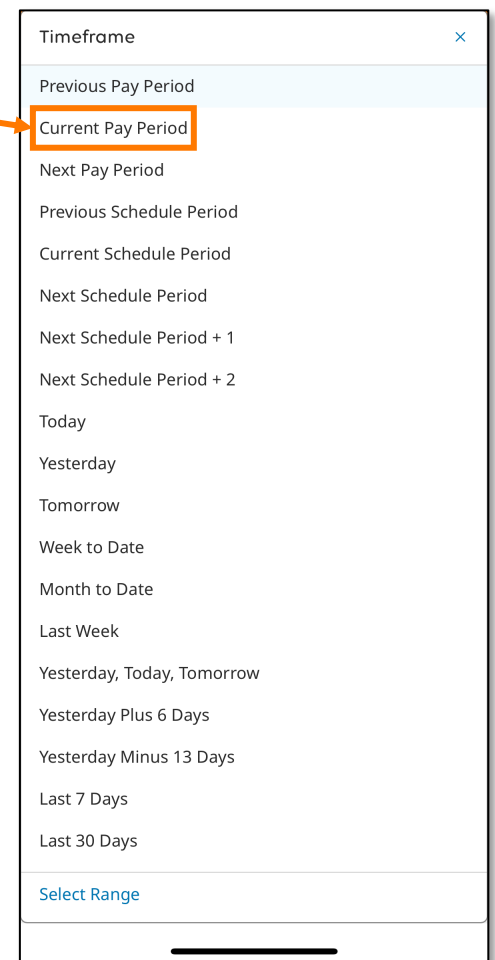 Timeframe ×
Previous Pay Period
Current Pay Period
Next Pay Period
Previous Schedule Period
Current Schedule Period
Next Schedule Period
Next Schedule Period + 1
Next Schedule Period + 2
Today
Yesterday
Tomorrow
Week to Date
Month to Date
Last Week
Yesterday, Today, Tomorrow
Yesterday Plus 6 Days
Yesterday Minus 13 Days
Last 7 Days
Last 30 Days
Select Range